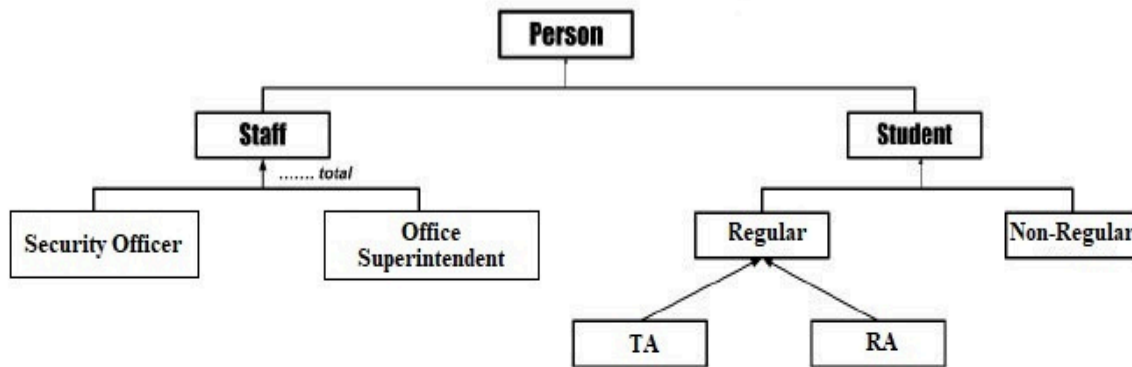 Person
Staff
Student
....... total
Security Officer
Office
Superintendent
Regular
Non-Regular
TA
RA